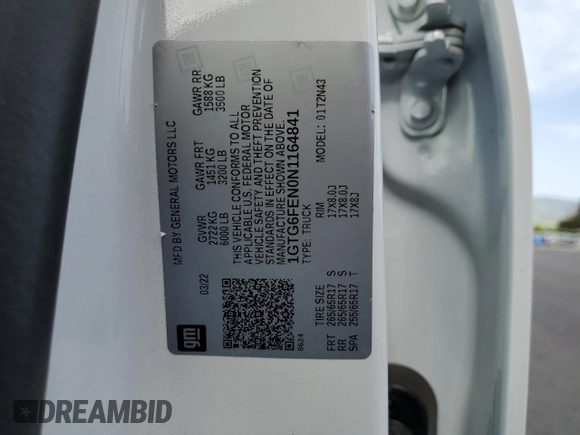 gm
03/22
MFD BY GENERAL MOTORS LLC
GVWR GAWR FRT GAWR RR
2722 KG 1451 KG 1588 KG
6000 LB 3200 LB 3500 LB
THIS VEHICLE CONFORMS TO ALL
APPLICABLE U.S. FEDERAL MOTOR
VEHICLE SAFETY AND THEFT PREVENTION
STANDARDS IN EFFECT ON THE DATE OF
MANUFACTURE SHOWN ABOVE.
1GTG6FEN0N1164841
TYPE: TRUCK MODEL: 01T2N43
0624
TIRE SIZE RIM
FRT 265/65R17 S 17X8.0J
RR 265/65R17 S 17X8.0J
SPA 255/65R17 T 17X8J
DREAMBID